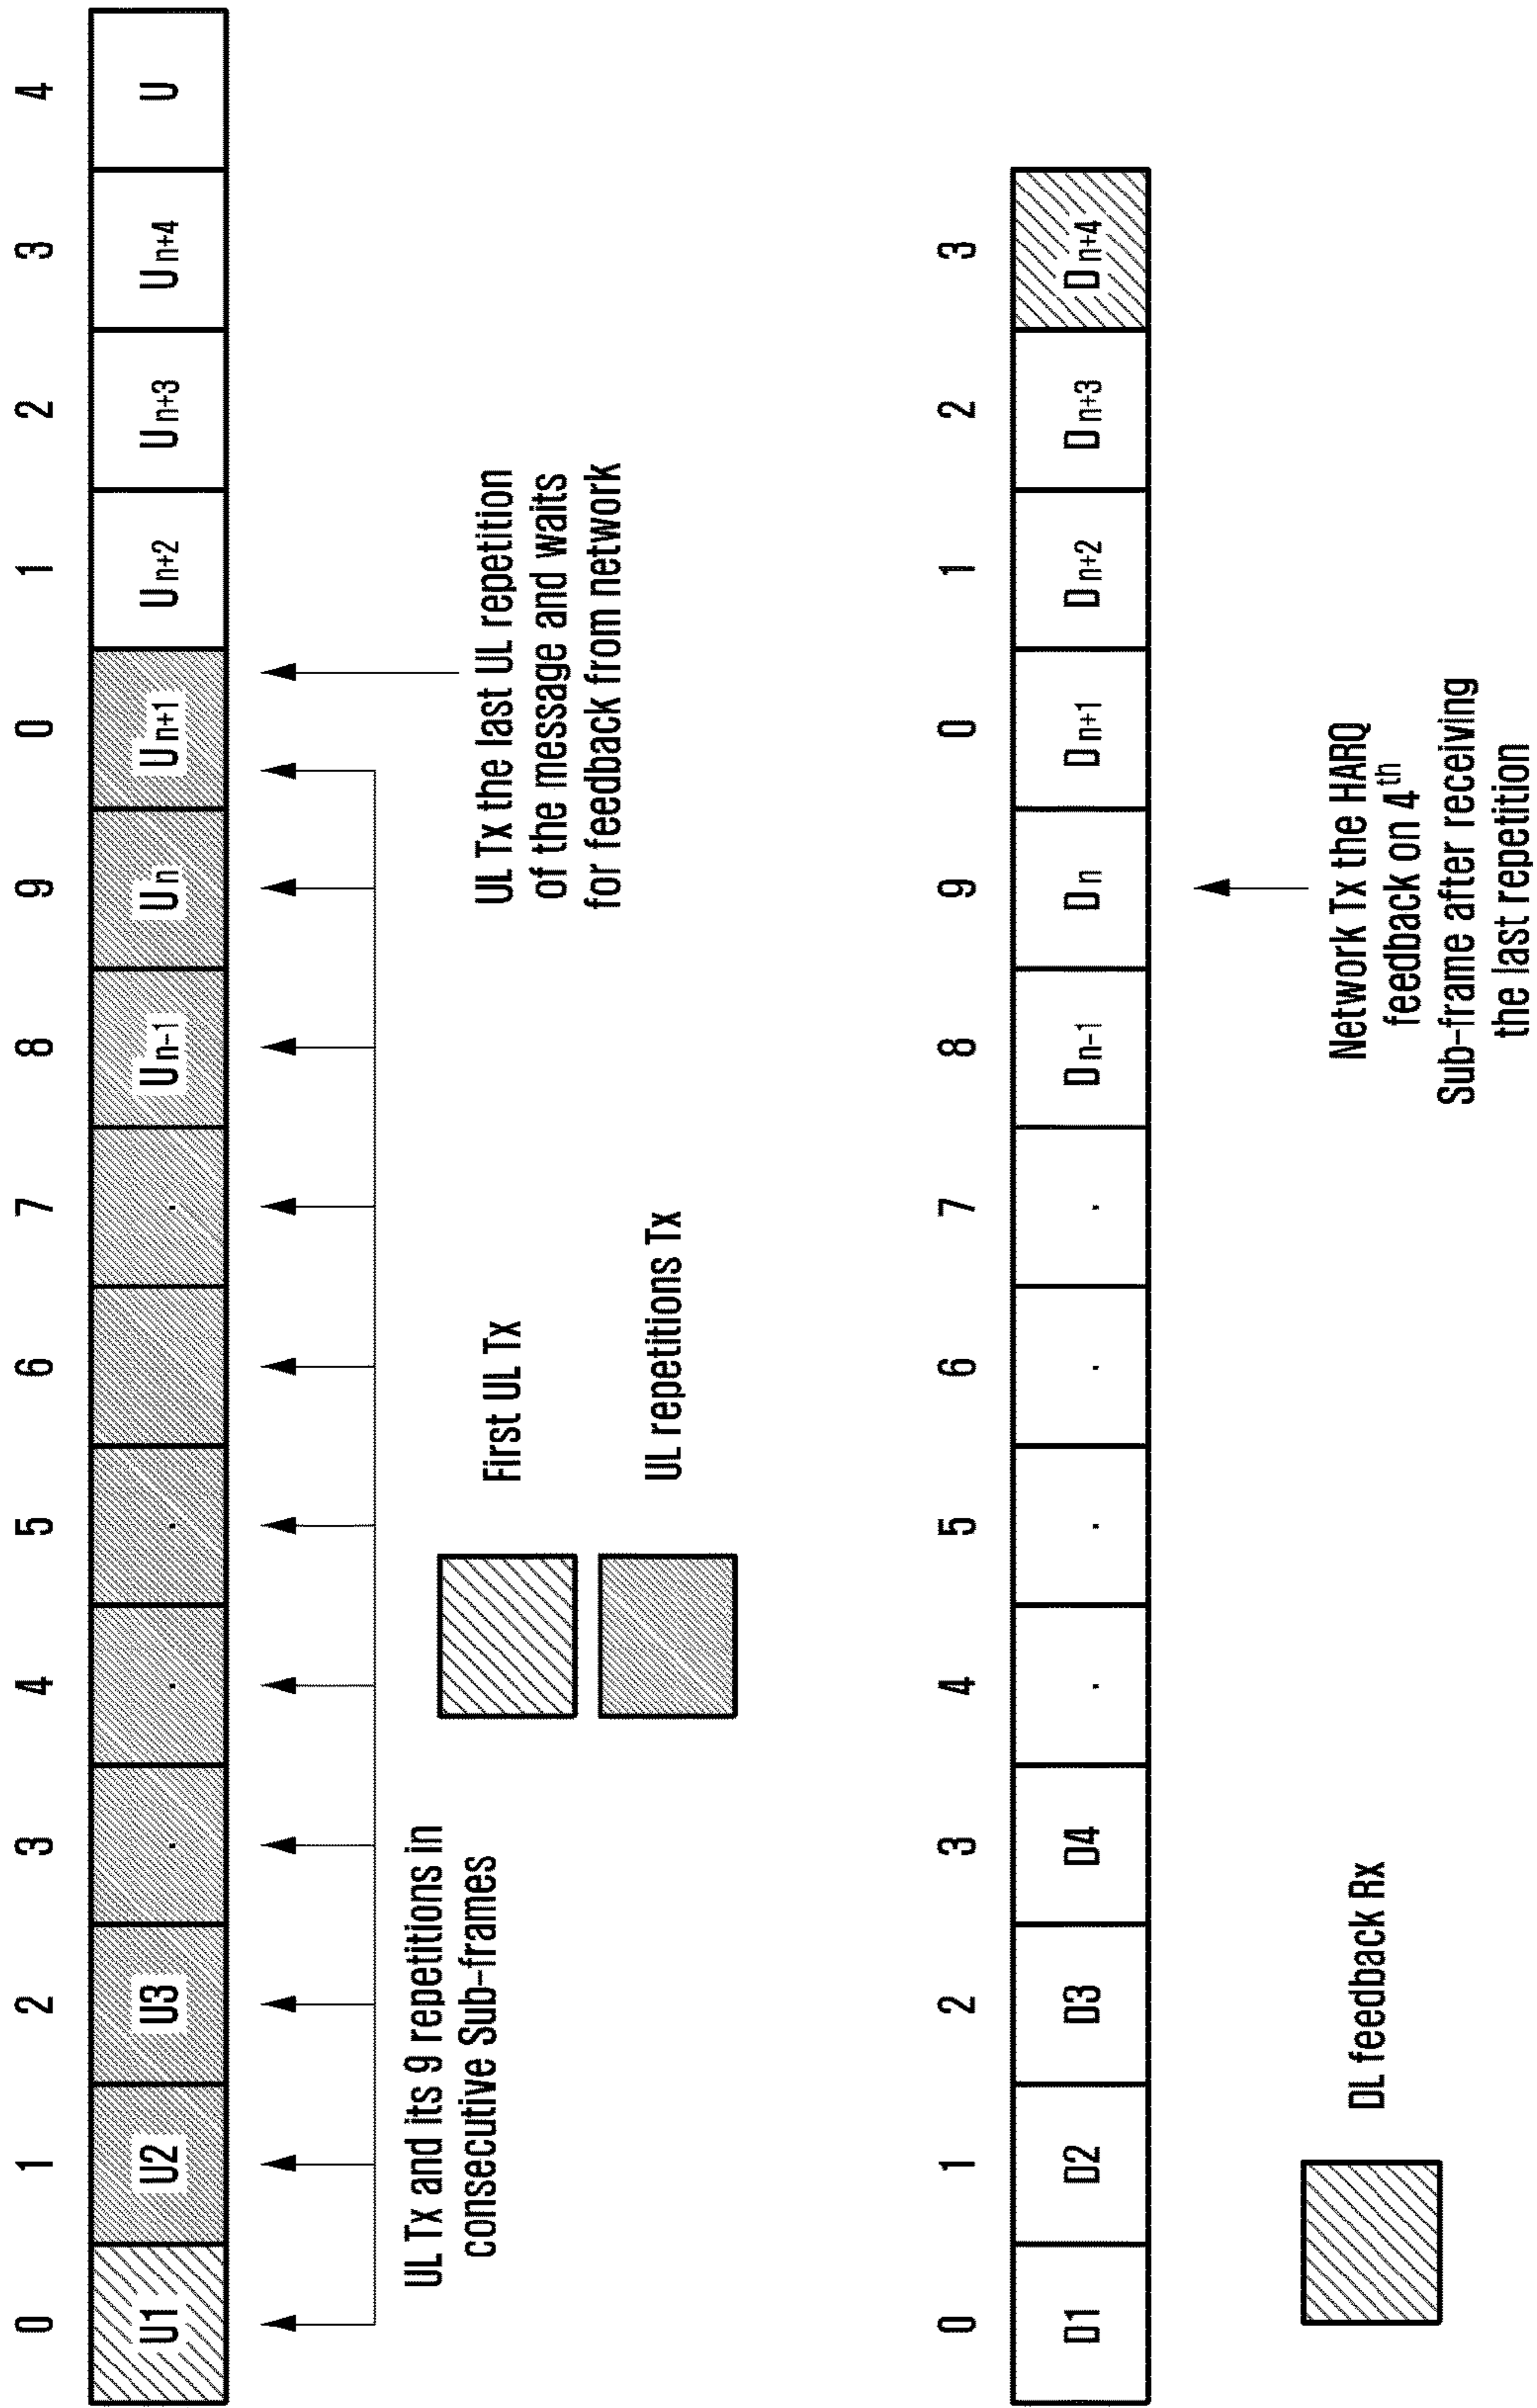 0 1 2 3 4 5 6 7 8 9 0 1 2 3 4
U1 U2 U3 . . . . Un-1 Un Un+1 Un+2 Un+3 Un+4 U
UL Tx and its 9 repetitions in
consecutive Sub-frames
UL Tx the last UL repetition
of the message and waits
for feedback from network
First UL Tx
UL repetitions Tx
0 1 2 3 4 5 6 7 8 9 0 1 2 3
D1 D2 D3 D4 . . . . Dn-1 Dn Dn+1 Dn+2 Dn+3 Dn+4
DL feedback Rx
Network Tx the HARQ
feedback on 4th
Sub-frame after receiving
the last repetition